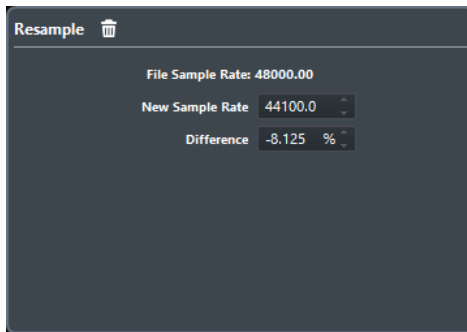 Resample
File Sample Rate: 48000.00
New Sample Rate 44100.0
Difference -8.125 %